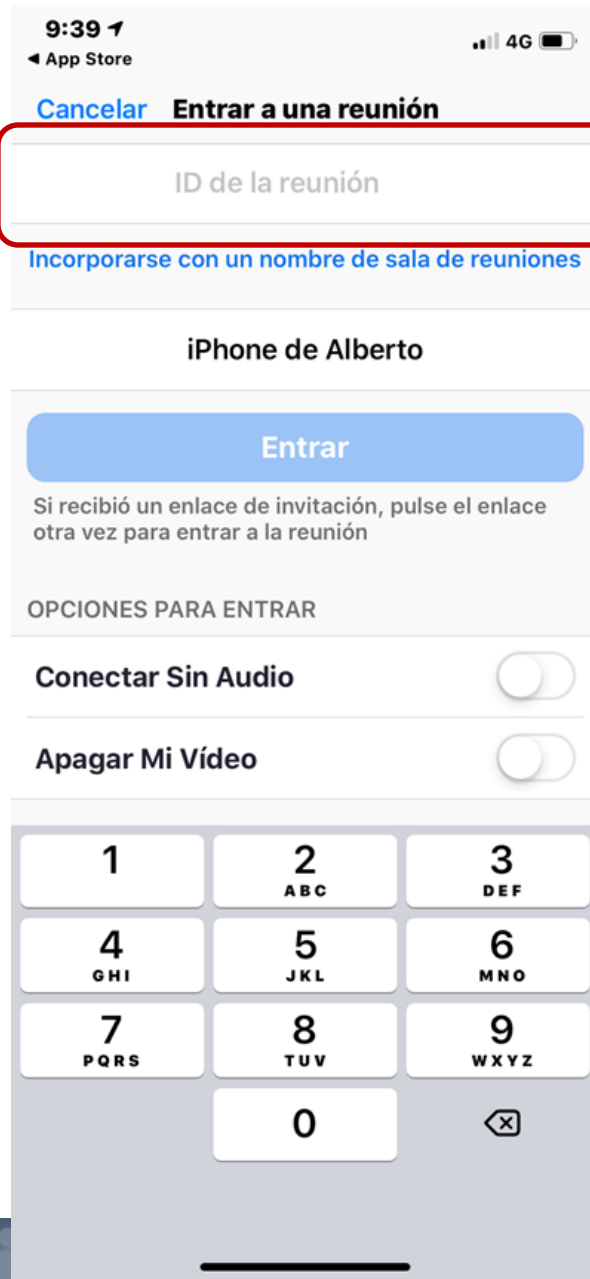 9:39
◀ App Store
4G
Cancelar Entrar a una reunión
ID de la reunión
Incorporarse con un nombre de sala de reuniones
iPhone de Alberto
Entrar
Si recibió un enlace de invitación, pulse el enlace
otra vez para entrar a la reunión
OPCIONES PARA ENTRAR
Conectar Sin Audio
Apagar Mi Vídeo
1 2 3
ABC DEF
4 5 6
GHI JKL MNO
7 8 9
PQRS TUV WXYZ
0